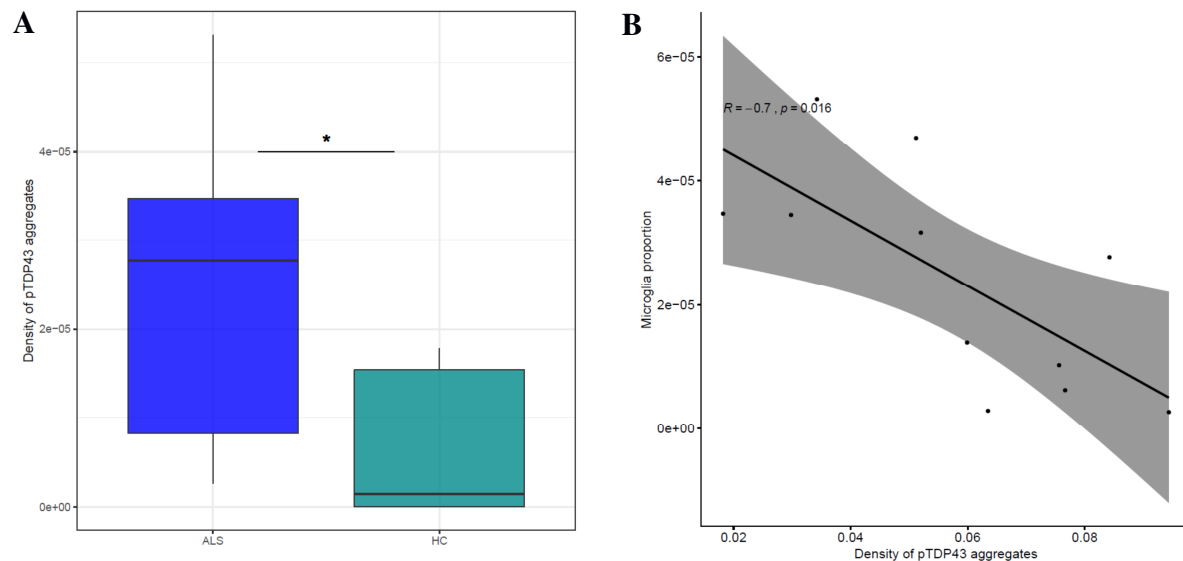 A
Density of pTDP43 aggregates
4e−05
2e−05
0e+00
*
ALS
HC
B
Microglia proportion
6e−05
4e−05
2e−05
0e+00
R = −0.7 , p = 0.016
0.02
0.04
0.06
0.08
Density of pTDP43 aggregates